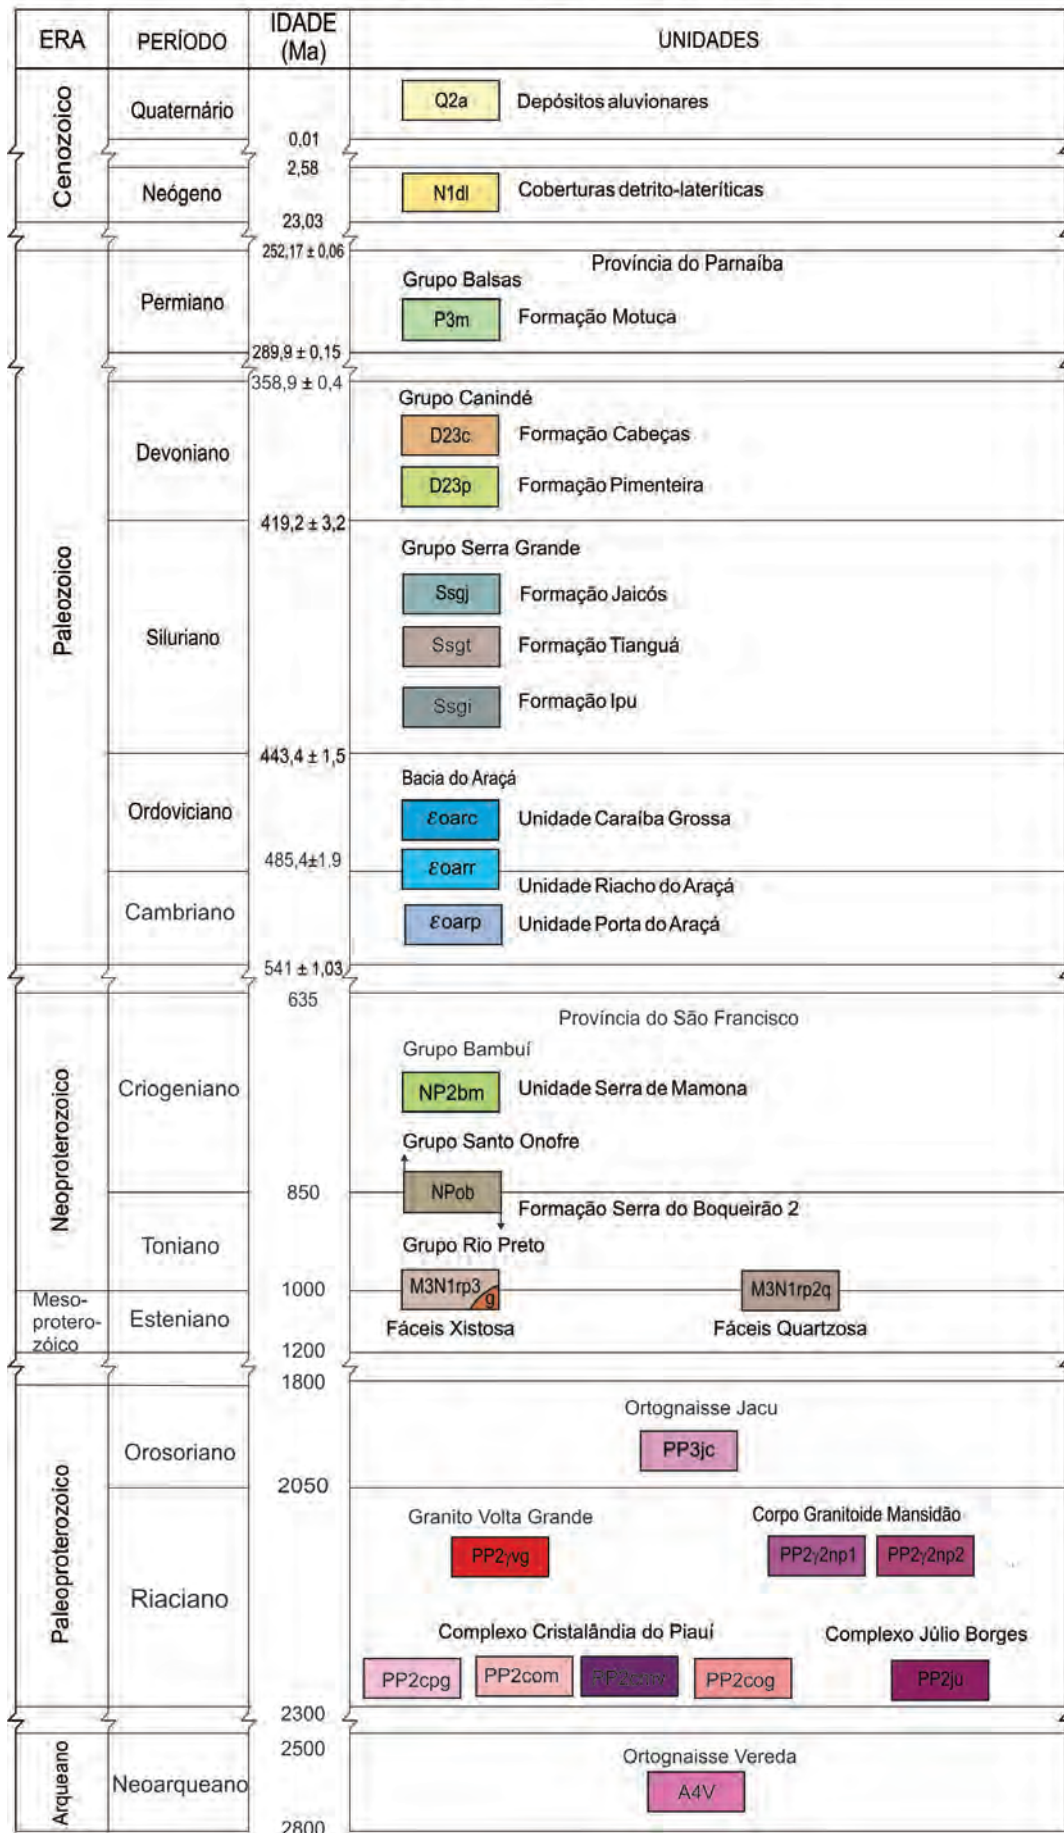 ERA PERÍODO IDADE (Ma) UNIDADES
Cenozoico
Quaternário
Q2a Depósitos aluvionares
0,01
2,58
Neógeno
N1dl Coberturas detrito-lateríticas
23,03
Paleozoico
252,17 ± 0,06
Província do Parnaíba
Grupo Balsas
Permiano
P3m Formação Motuca
289,9 ± 0,15
358,9 ± 0,4
Grupo Canindé
Devoniano
D23c Formação Cabeças
D23p Formação Pimenteira
419,2 ± 3,2
Grupo Serra Grande
Ssgj Formação Jaicós
Siluriano
Ssgt Formação Tianguá
Ssgi Formação Ipu
443,4 ± 1,5
Bacia do Araçá
Ordoviciano
Ɛoarc Unidade Caraíba Grossa
485,4±1.9
Ɛoarr Unidade Riacho do Araçá
Cambriano
Ɛoarp Unidade Porta do Araçá
541 ± 1,03
Neoproterozoico
635
Província do São Francisco
Grupo Bambuí
Criogeniano
NP2bm Unidade Serra de Mamona
Grupo Santo Onofre
850
NPob Formação Serra do Boqueirão 2
Toniano
Grupo Rio Preto
M3N1rp3 g M3N1rp2q
1000
Meso-
proterο-
zóico
Esteniano
Fáceis Xistosa Fáceis Quartzosa
1200
Paleoproterozoico
1800
Ortognaisse Jacu
Orosoriano
PP3jc
2050
Granito Volta Grande Corpo Granitoide Mansidão
PP2γvg PP2γ2np1 PP2γ2np2
Riaciano
Complexo Cristalândia do Piauí Complexo Júlio Borges
PP2cpg PP2com PP2cog PP2ju
2300
Arqueano
2500
Ortognaisse Vereda
Neoarqueano
A4V
2800